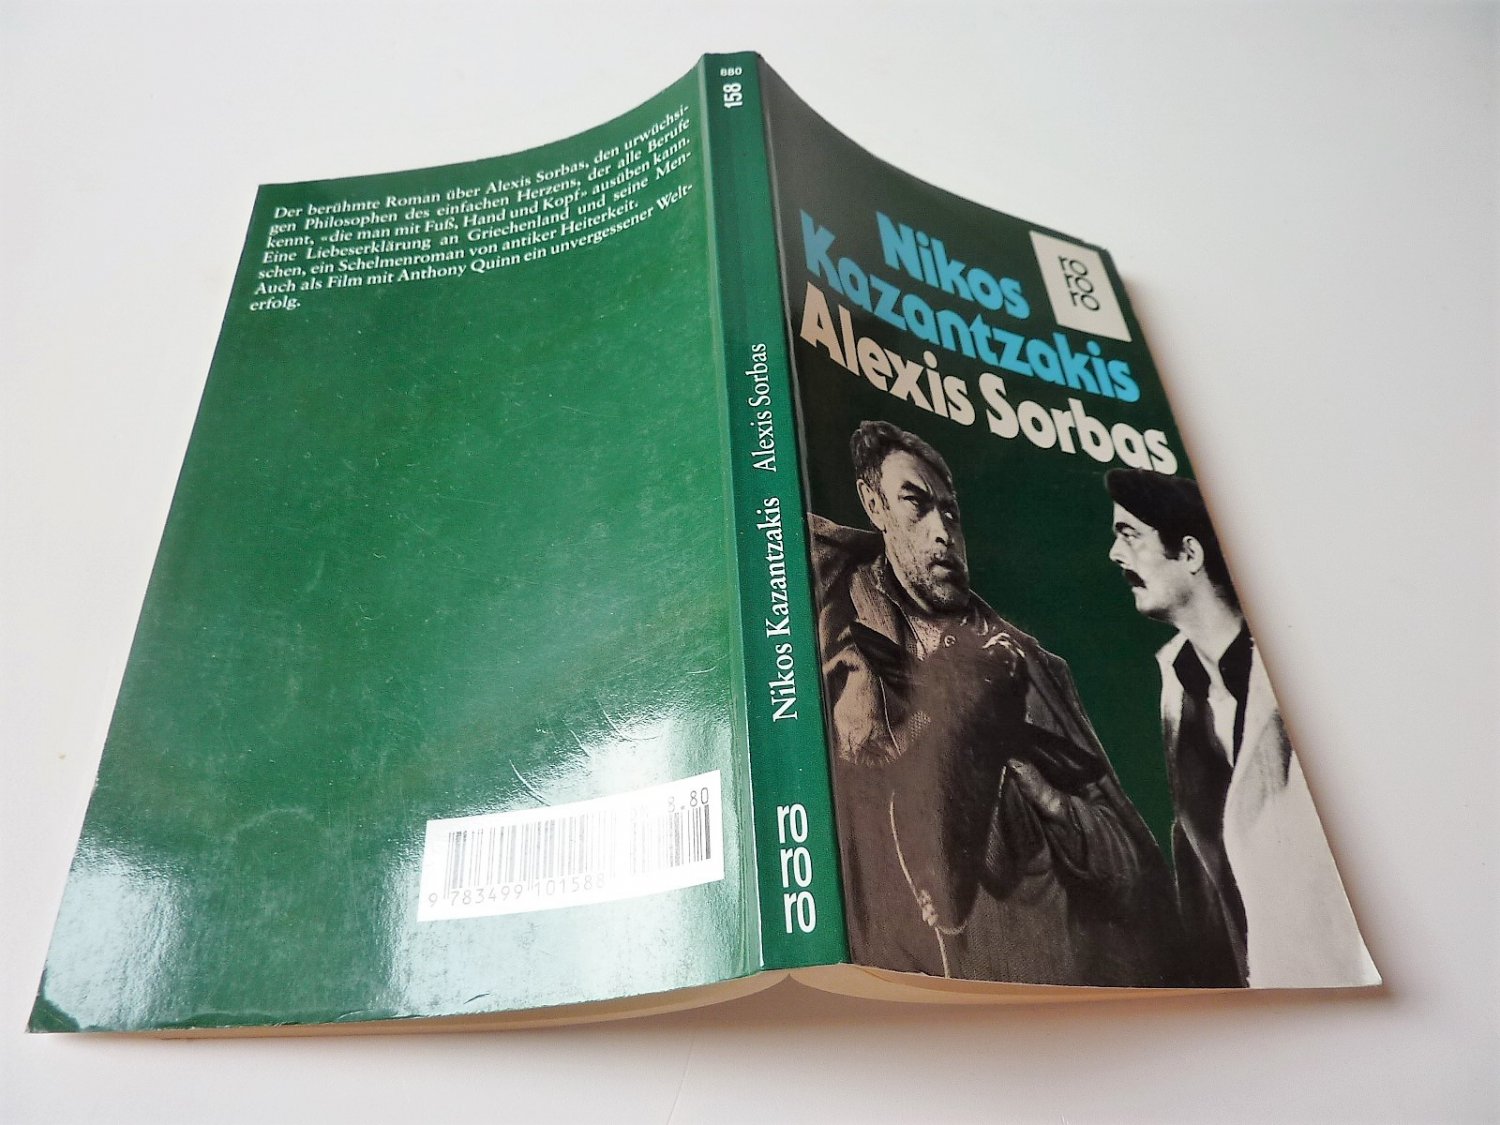 Der berühmte Roman über Alexis Sorbas, den urwüchsi-
gen Philosophen des einfachen Herzens, der alle Berufe
kennt, «die man mit Fuß, Hand und Kopf» ausüben kann.
Eine Liebeserklärung an Griechenland und seine Men-
schen, ein Schelmenroman von antiker Heiterkeit.
Auch als Film mit Anthony Quinn ein unvergessener Welt-
erfolg.
8.80
9 783499 101588
880
158
Nikos Kazantzakis Alexis Sorbas
ro
ro
ro
Nikos
Kazantzakis
Alexis Sorbas
ro
ro
ro